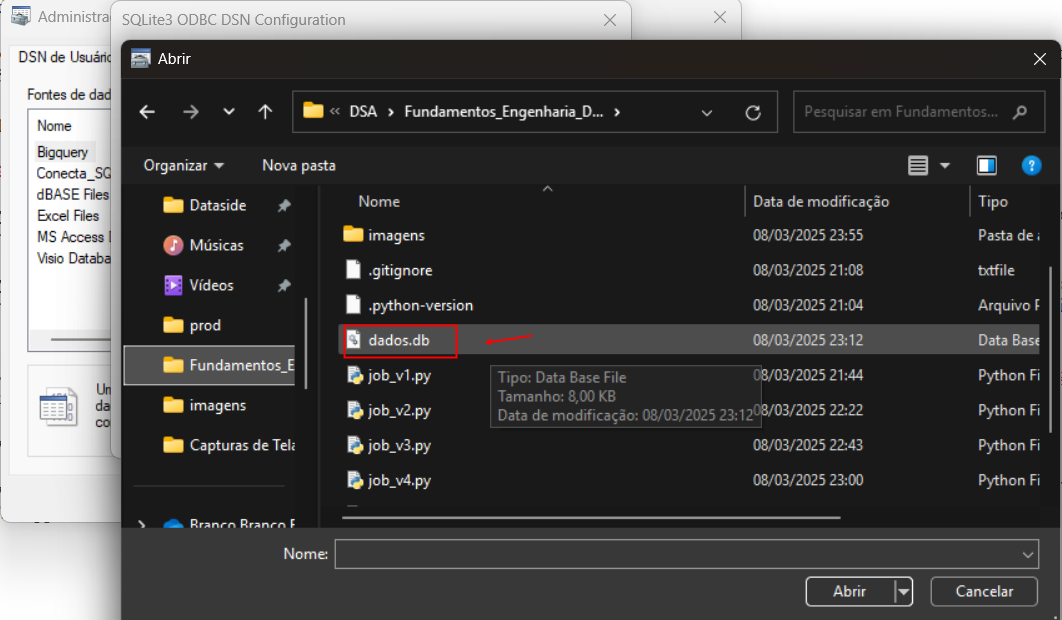 Administra
SQLite3 ODBC DSN Configuration
DSN de Usuário
Fontes de dad
Nome
Bigquery
Conecta_SQ
dBASE Files
Excel Files
MS Access
Visio Databa
Um
da
co
Abrir
« DSA › Fundamentos_Engenharia_D... ›
Pesquisar em Fundamentos...
Organizar
Nova pasta
?
Dataside
Músicas
Vídeos
prod
Fundamentos_E
imagens
Capturas de Tela
Branco Branco F
Nome Data de modificação Tipo
imagens 08/03/2025 23:55 Pasta de a
.gitignore 08/03/2025 21:08 txtfile
.python-version 08/03/2025 21:04 Arquivo P
dados.db 08/03/2025 23:12 Data Base
job_v1.py 08/03/2025 21:44 Python Fi
job_v2.py 08/03/2025 22:22 Python Fi
job_v3.py 08/03/2025 22:43 Python Fi
job_v4.py 08/03/2025 23:00 Python Fi
Tipo: Data Base File
Tamanho: 8,00 KB
Data de modificação: 08/03/2025 23:12
Nome:
Abrir
Cancelar